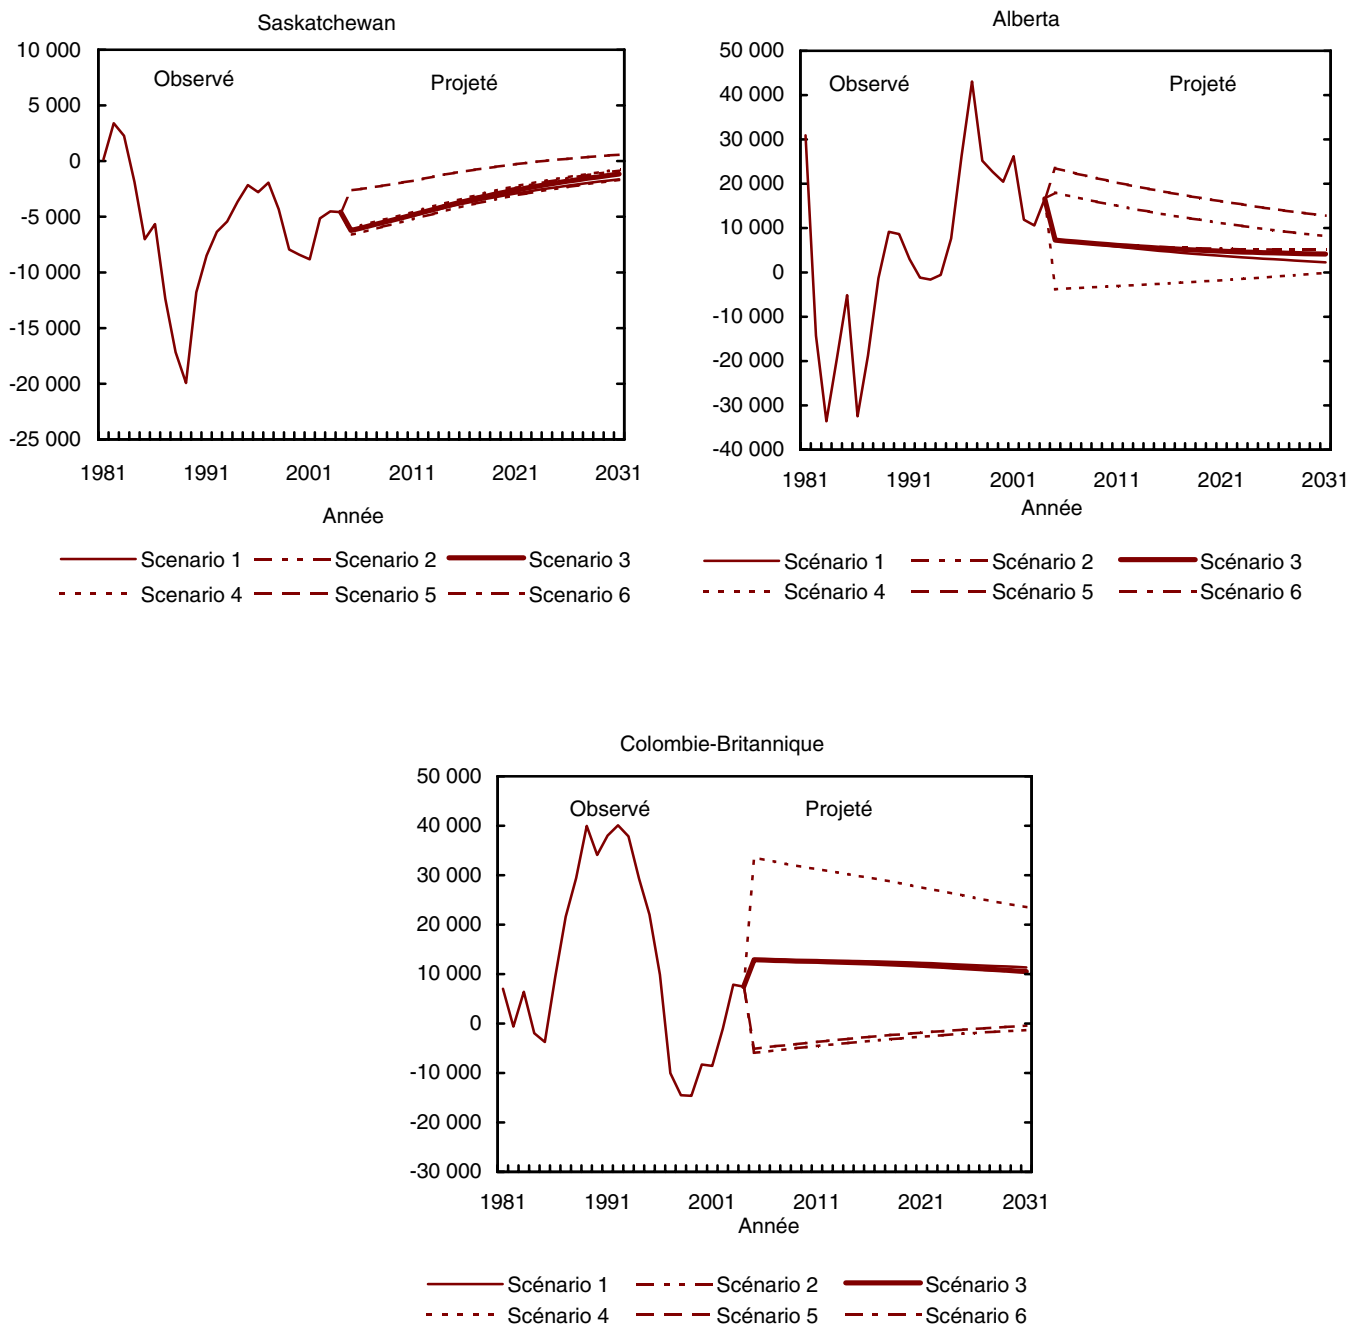 Saskatchewan
10 000
5 000
0
-5 000
-10 000
-15 000
-20 000
-25 000
Observé
Projeté
1981 1991 2001 2011 2021 2031
Année
Scenario 1 Scenario 2 Scenario 3
Scenario 4 Scenario 5 Scenario 6
Alberta
50 000
40 000
30 000
20 000
10 000
0
-10 000
-20 000
-30 000
-40 000
Observé
Projeté
1981 1991 2001 2011 2021 2031
Année
Scénario 1 Scénario 2 Scénario 3
Scénario 4 Scénario 5 Scénario 6
Colombie-Britannique
50 000
40 000
30 000
20 000
10 000
0
-10 000
-20 000
-30 000
Observé
Projeté
1981 1991 2001 2011 2021 2031
Année
Scénario 1 Scénario 2 Scénario 3
Scénario 4 Scénario 5 Scénario 6